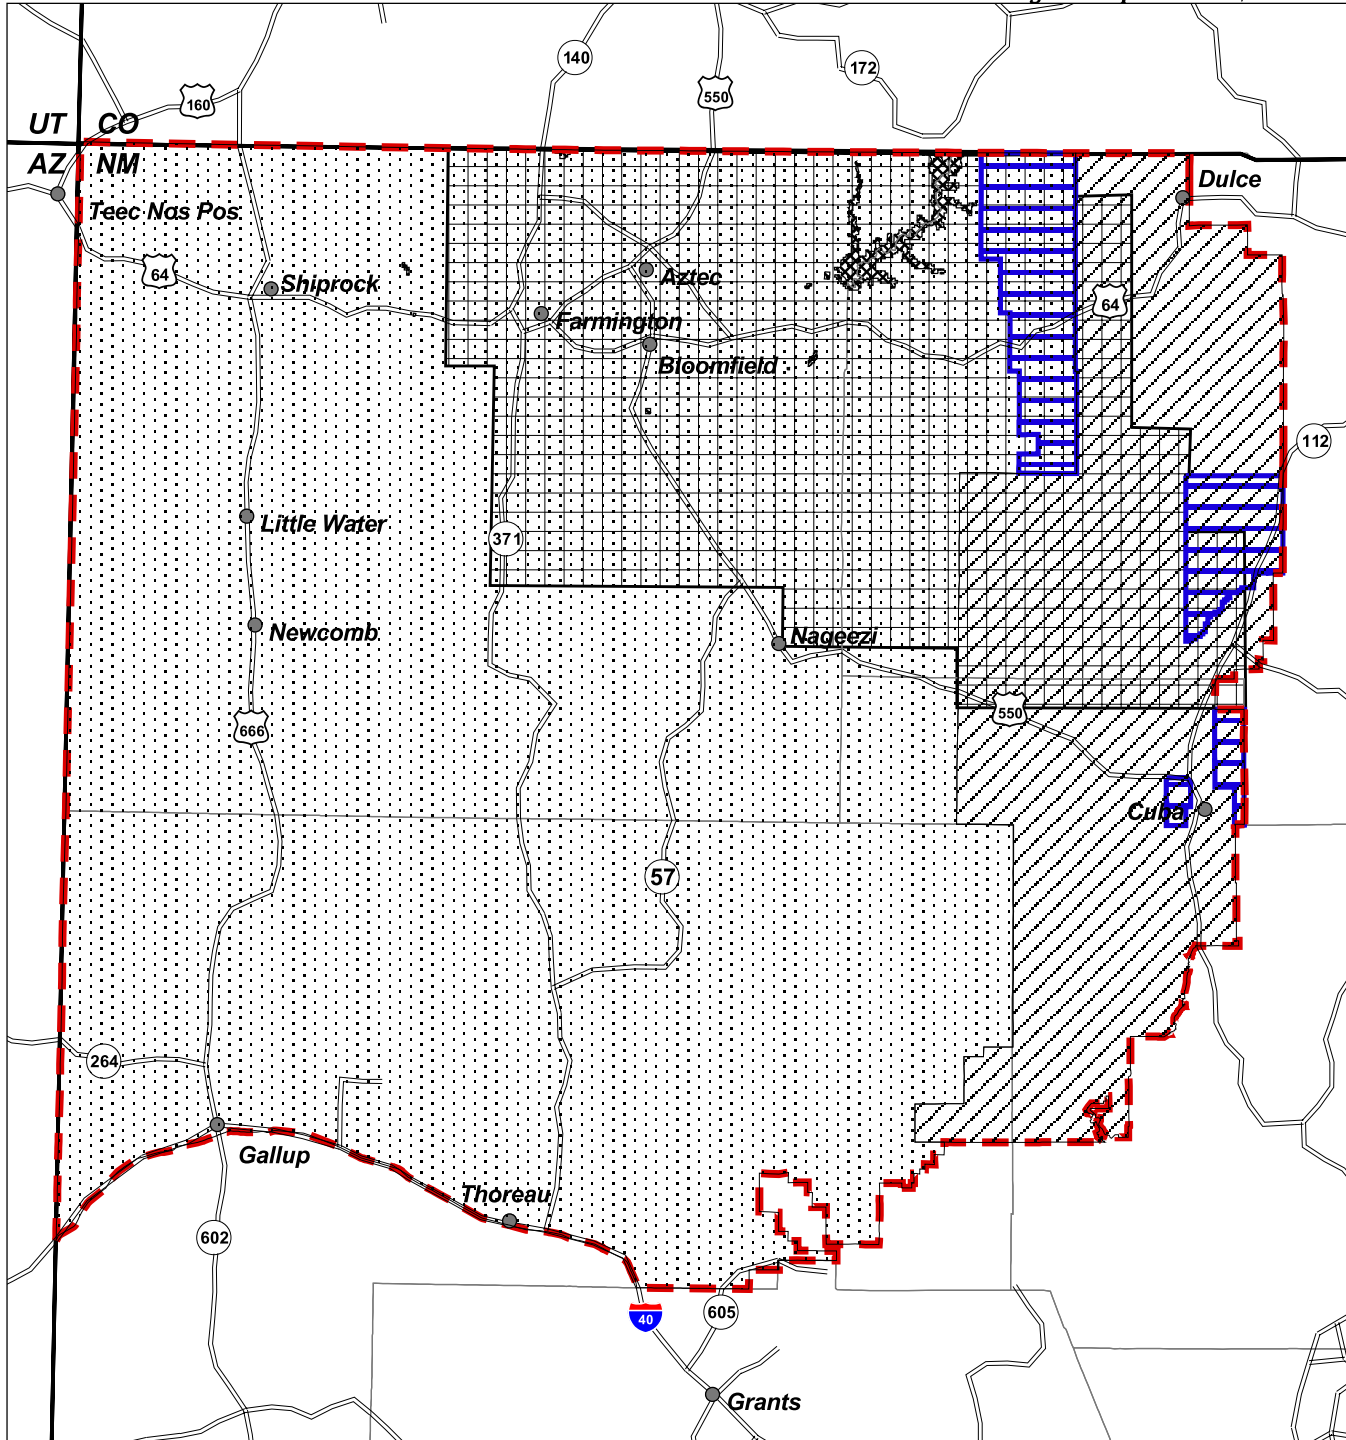 140
172
160
550
UT CO
AZ NM
Dulce
Teec Nos Pos
64
Shiprock
Aztec
64
Farmington
Bloomfield
112
Little Water
371
Newcomb
Nageezi
550
666
Cuba
57
264
Gallup
Thoreau
602
605
40
Grants